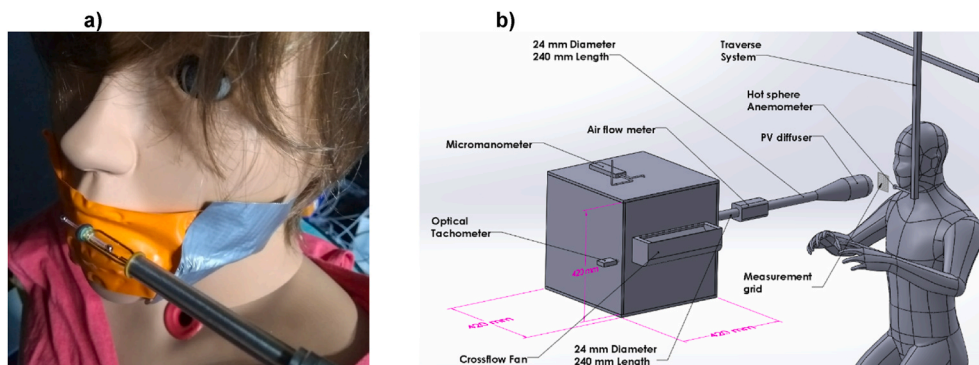 a)
b)
24 mm Diameter
240 mm Length
Traverse
System
Hot sphere
Anemometer
Air flow meter
PV diffuser
Micromanometer
Optical
Tachometer
420 mm
Measurement
grid
420 mm
420 mm
Crossflow Fan
24 mm Diameter
240 mm Length